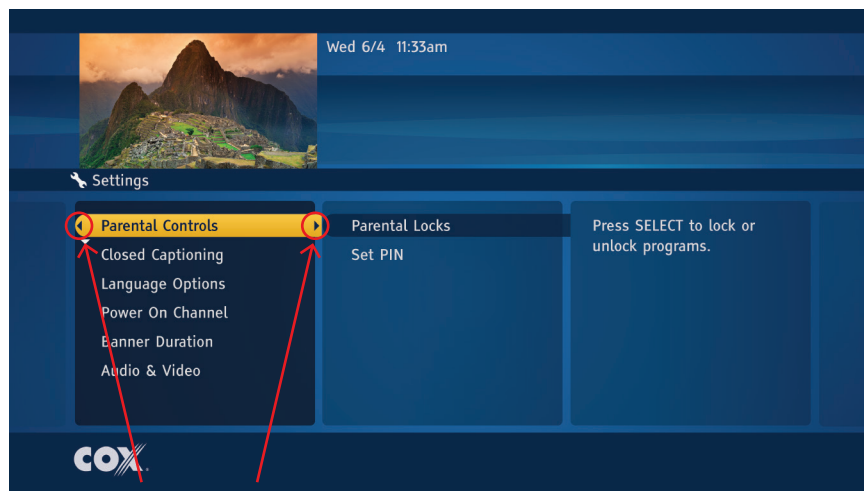 Wed 6/4 11:33am
Settings
Parental Controls
Closed Captioning
Language Options
Power On Channel
Banner Duration
Audio & Video
Parental Locks
Set PIN
Press SELECT to lock or
unlock programs.
COX